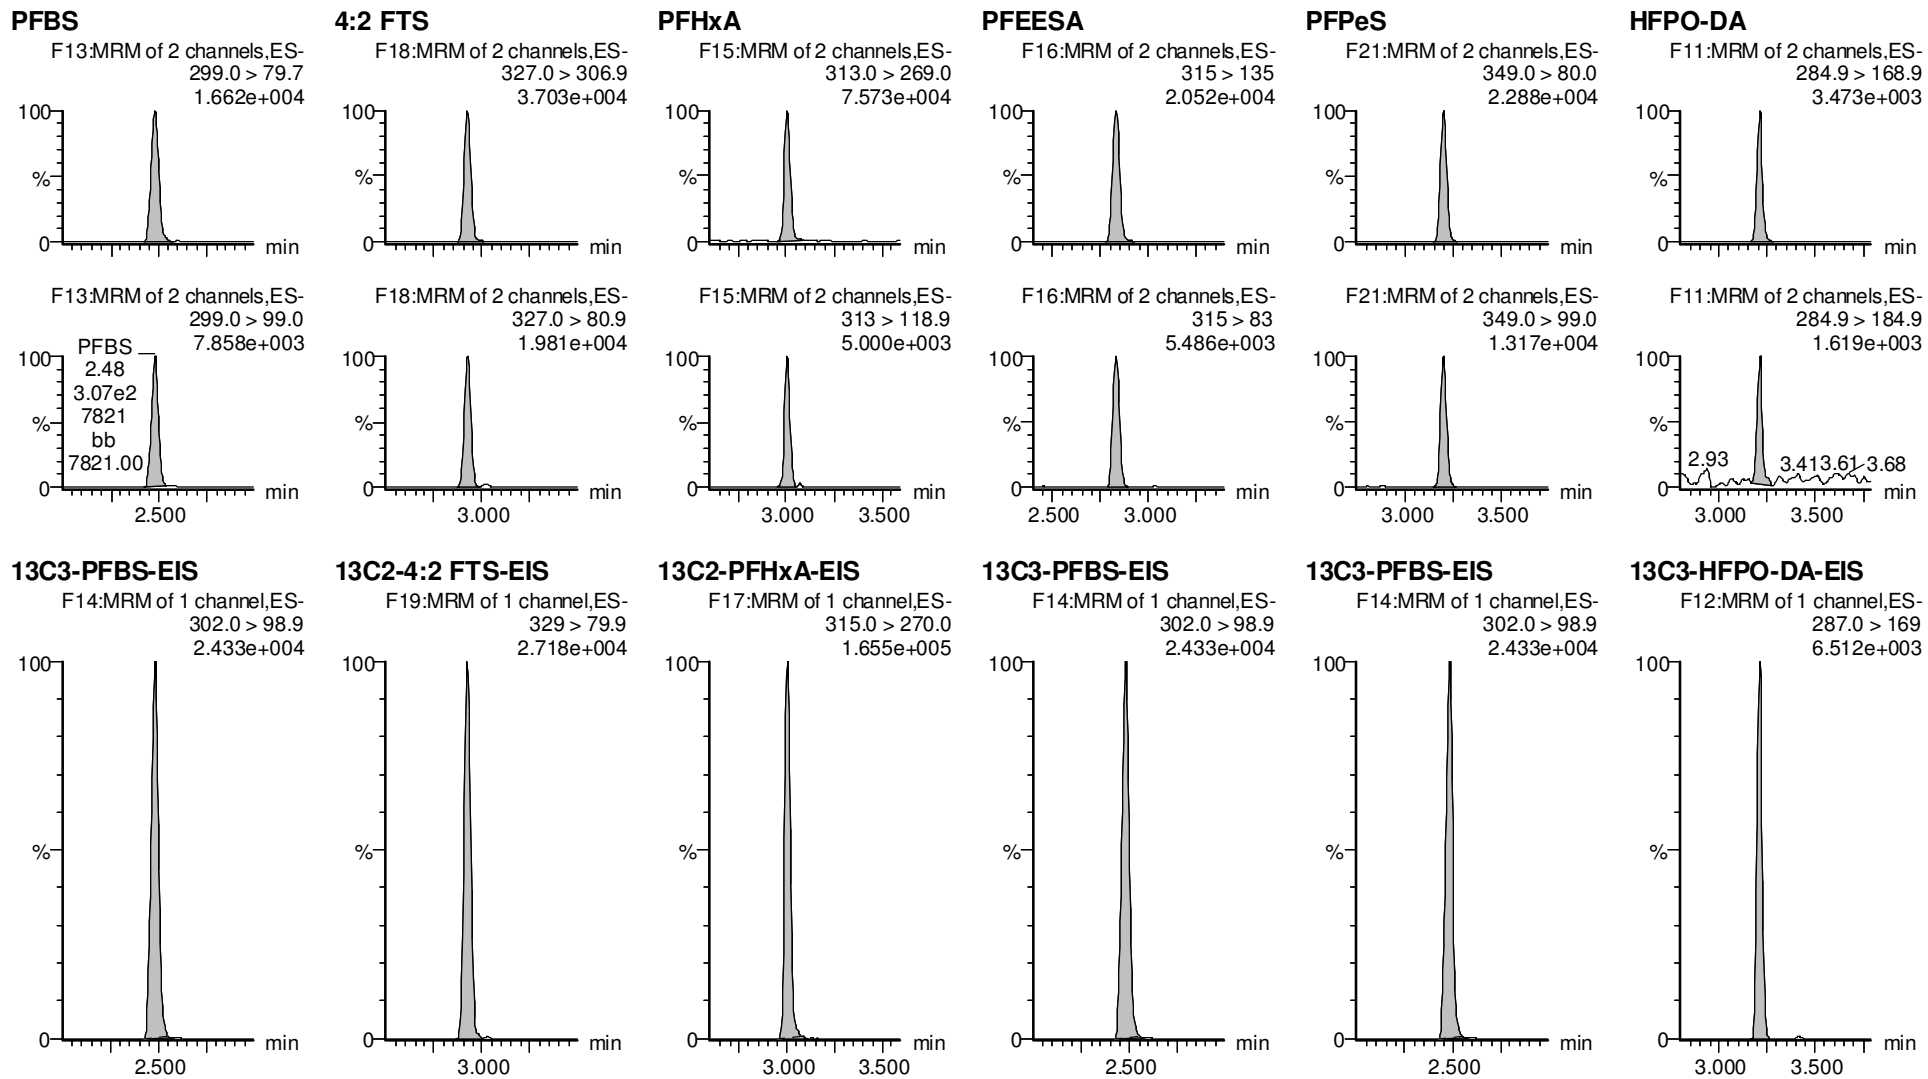 PFBS
F13:MRM of 2 channels,ES-
299.0 > 79.7
1.662e+004
100
%
0
min
4:2 FTS
F18:MRM of 2 channels,ES-
327.0 > 306.9
3.703e+004
100
%
0
min
PFHxA
F15:MRM of 2 channels,ES-
313.0 > 269.0
7.573e+004
100
%
0
min
PFEESA
F16:MRM of 2 channels,ES-
315 > 135
2.052e+004
100
%
0
min
PFPeS
F21:MRM of 2 channels,ES-
349.0 > 80.0
2.288e+004
100
%
0
min
HFPO-DA
F11:MRM of 2 channels,ES-
284.9 > 168.9
3.473e+003
100
%
0
min
F13:MRM of 2 channels,ES-
299.0 > 99.0
7.858e+003
100
PFBS
2.48
3.07e2
7821
bb
7821.00
%
0
min
2.500
F18:MRM of 2 channels,ES-
327.0 > 80.9
1.981e+004
100
%
0
min
3.000
F15:MRM of 2 channels,ES-
313 > 118.9
5.000e+003
100
%
0
min
3.000 3.500
F16:MRM of 2 channels,ES-
315 > 83
5.486e+003
100
%
0
min
2.500 3.000
F21:MRM of 2 channels,ES-
349.0 > 99.0
1.317e+004
100
%
0
min
3.000 3.500
F11:MRM of 2 channels,ES-
284.9 > 184.9
1.619e+003
100
%
2.93 3.41 3.61 3.68
0
min
3.000 3.500
13C3-PFBS-EIS
F14:MRM of 1 channel,ES-
302.0 > 98.9
2.433e+004
100
%
0
min
2.500
13C2-4:2 FTS-EIS
F19:MRM of 1 channel,ES-
329 > 79.9
2.718e+004
100
%
0
min
3.000
13C2-PFHxA-EIS
F17:MRM of 1 channel,ES-
315.0 > 270.0
1.655e+005
100
%
0
min
3.000 3.500
13C3-PFBS-EIS
F14:MRM of 1 channel,ES-
302.0 > 98.9
2.433e+004
100
%
0
min
2.500
13C3-PFBS-EIS
F14:MRM of 1 channel,ES-
302.0 > 98.9
2.433e+004
100
%
0
min
2.500
13C3-HFPO-DA-EIS
F12:MRM of 1 channel,ES-
287.0 > 169
6.512e+003
100
%
0
min
3.000 3.500